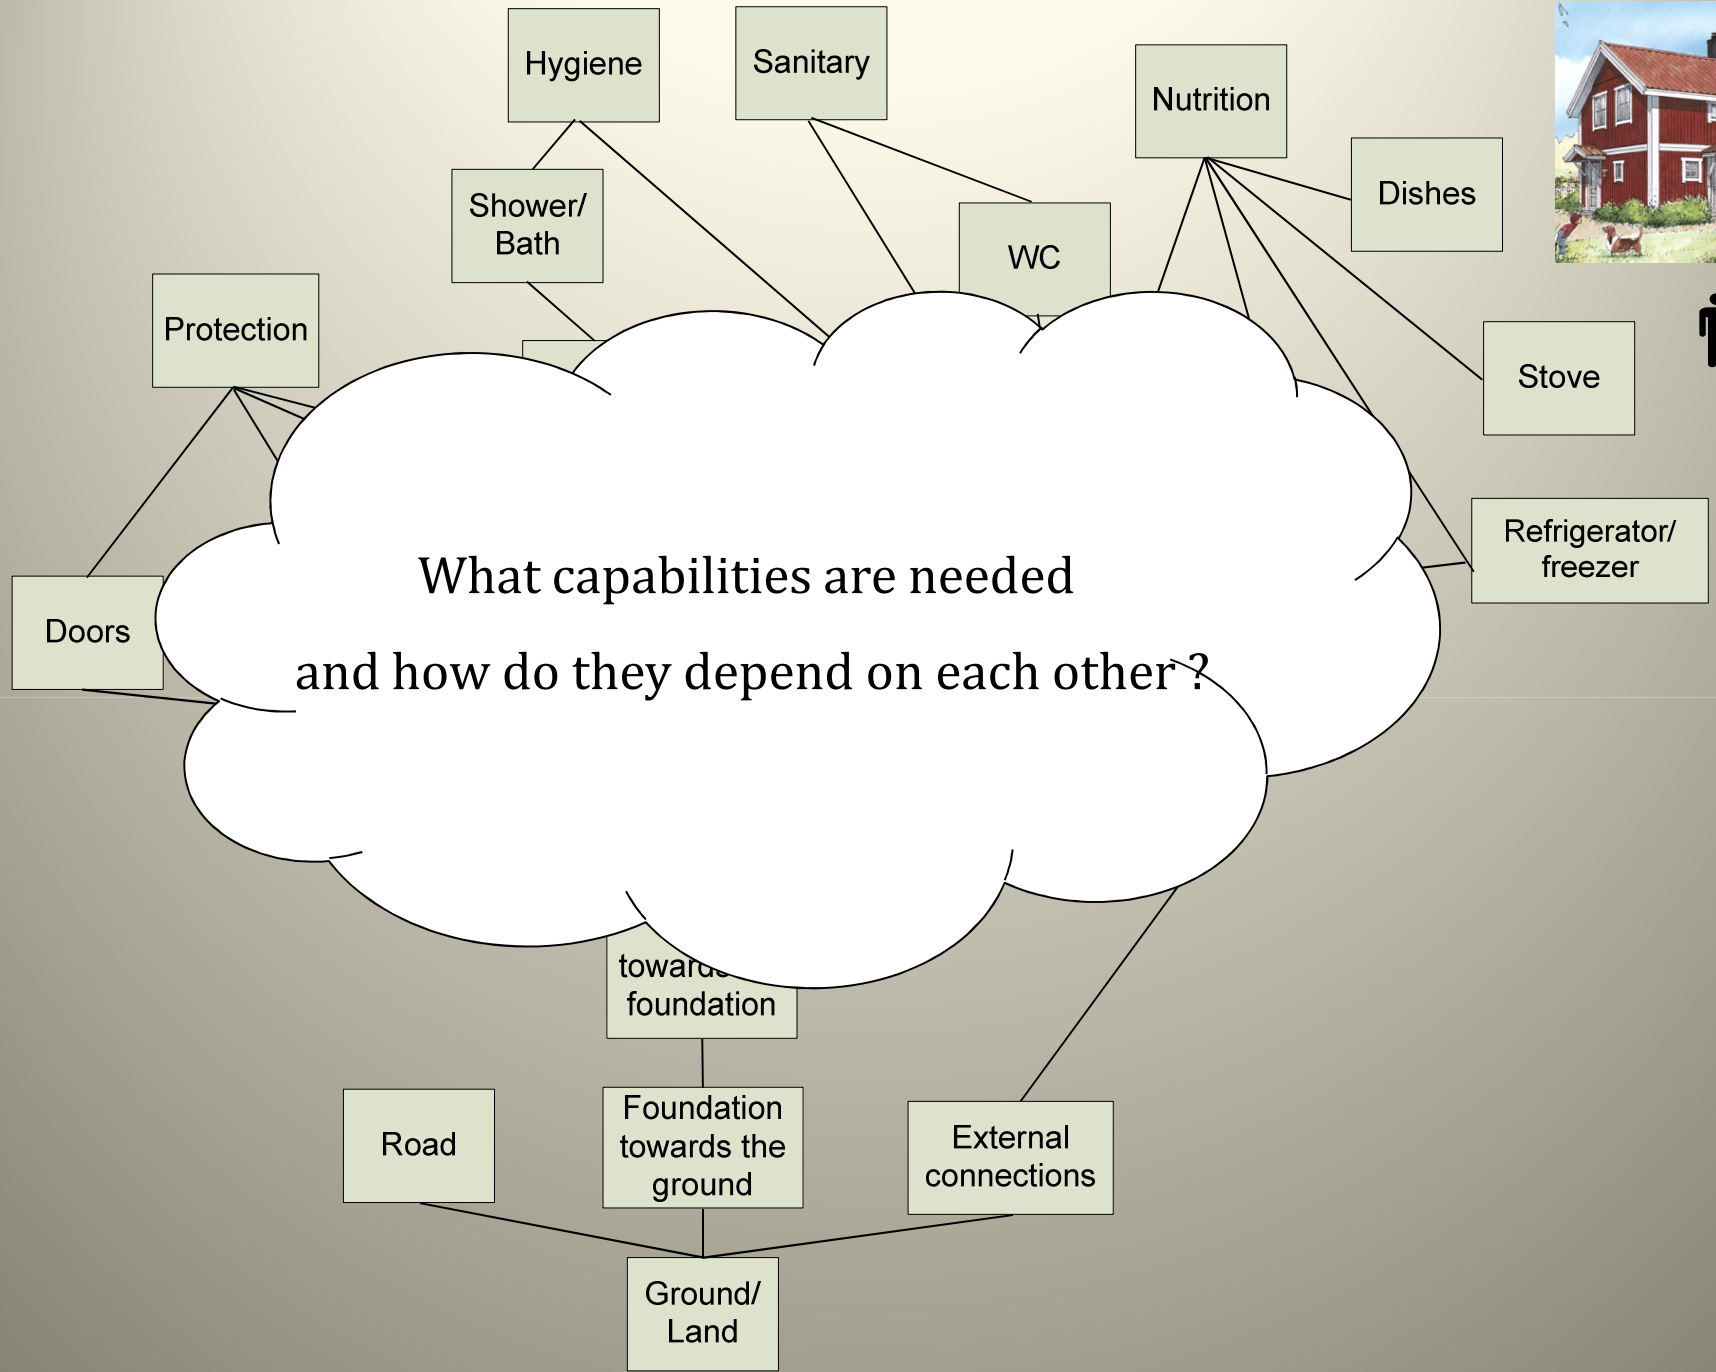 Hygiene
Sanitary
Nutrition
Shower/
Bath
Dishes
WC
Protection
Stove
Refrigerator/
freezer
What capabilities are needed
and how do they depend on each other ?
Doors
foundation
Road
Foundation
towards the
ground
External
connections
Ground/
Land